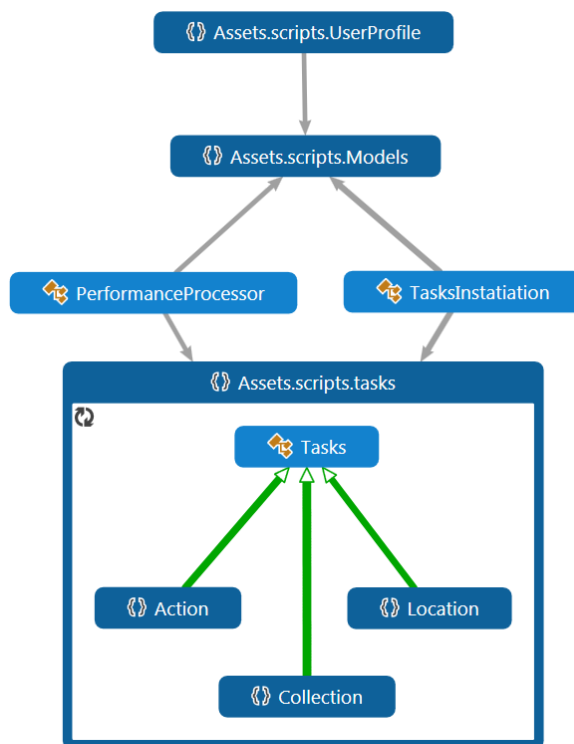 Assets.scripts.UserProfile
Assets.scripts.Models
PerformanceProcessor
TasksInstatiation
Assets.scripts.tasks
Tasks
Action
Location
Collection